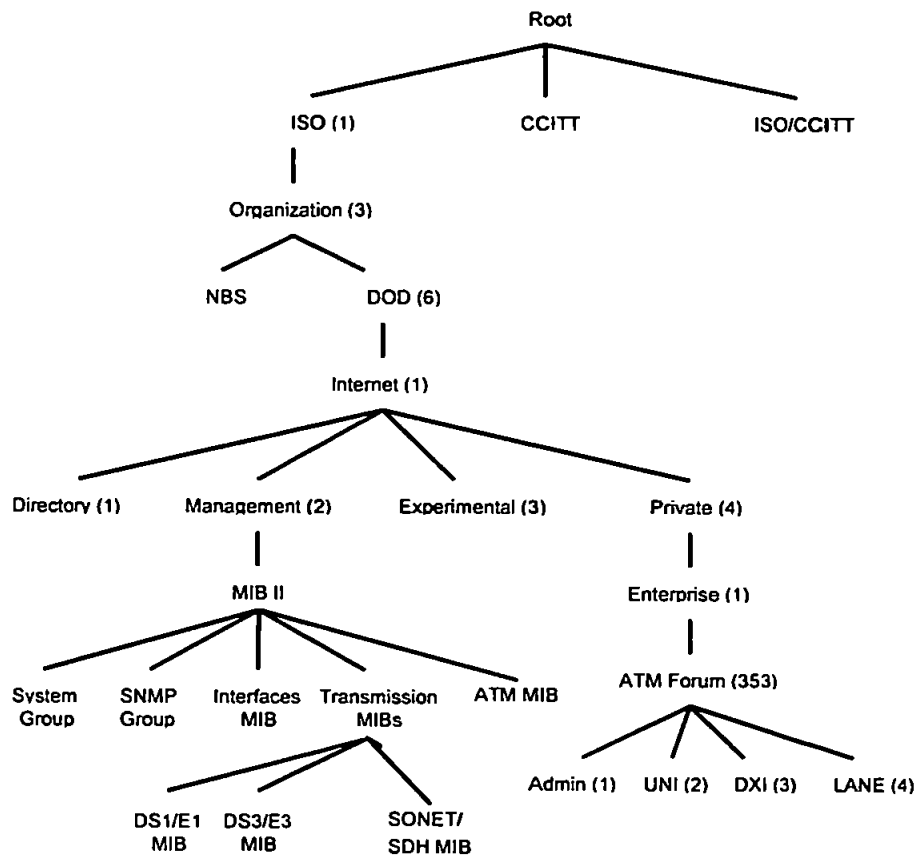 Root
ISO (1)
CCITT
ISO/CCITT
Organization (3)
NBS
DOD (6)
Internet (1)
Directory (1)
Management (2)
Experimental (3)
Private (4)
MIB II
Enterprise (1)
System
Group
SNMP
Group
Interfaces
MIB
Transmission
MIBs
ATM MIB
ATM Forum (353)
Admin (1)
UNI (2)
DXI (3)
LANE (4)
DS1/E1
MIB
DS3/E3
MIB
SONET/
SDH MIB